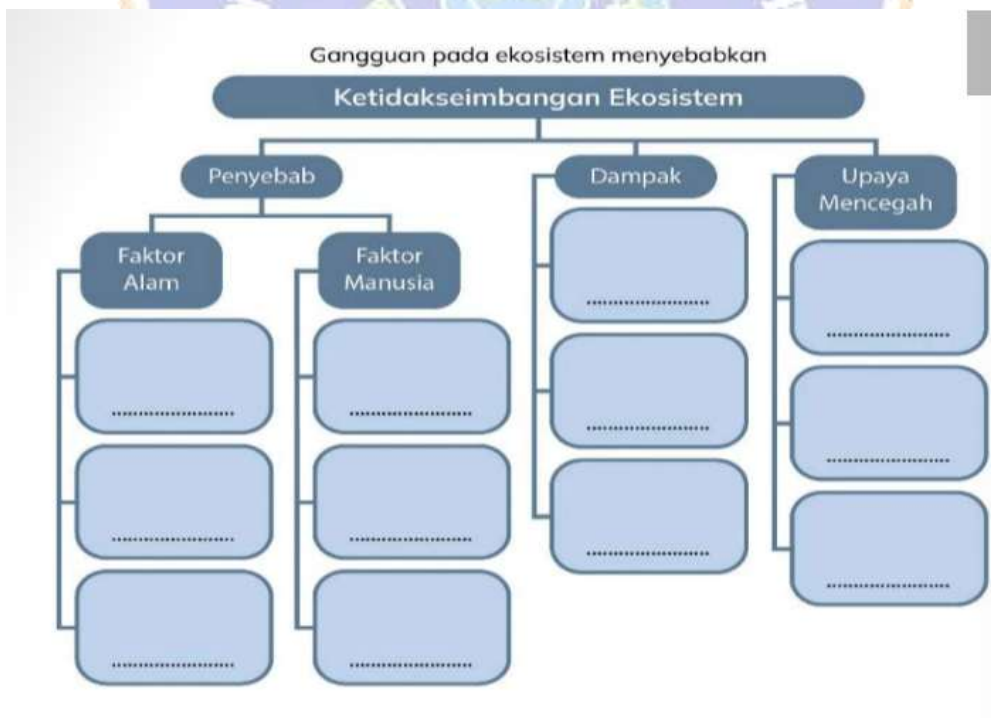 Gangguan pada ekosistem menyebabkan
Ketidakseimbangan Ekosistem
Penyebab
Dampak
Upaya
Mencegah
Faktor
Alam
Faktor
Manusia
........................
........................
........................
........................
........................
........................
........................
........................
........................
........................
........................
........................